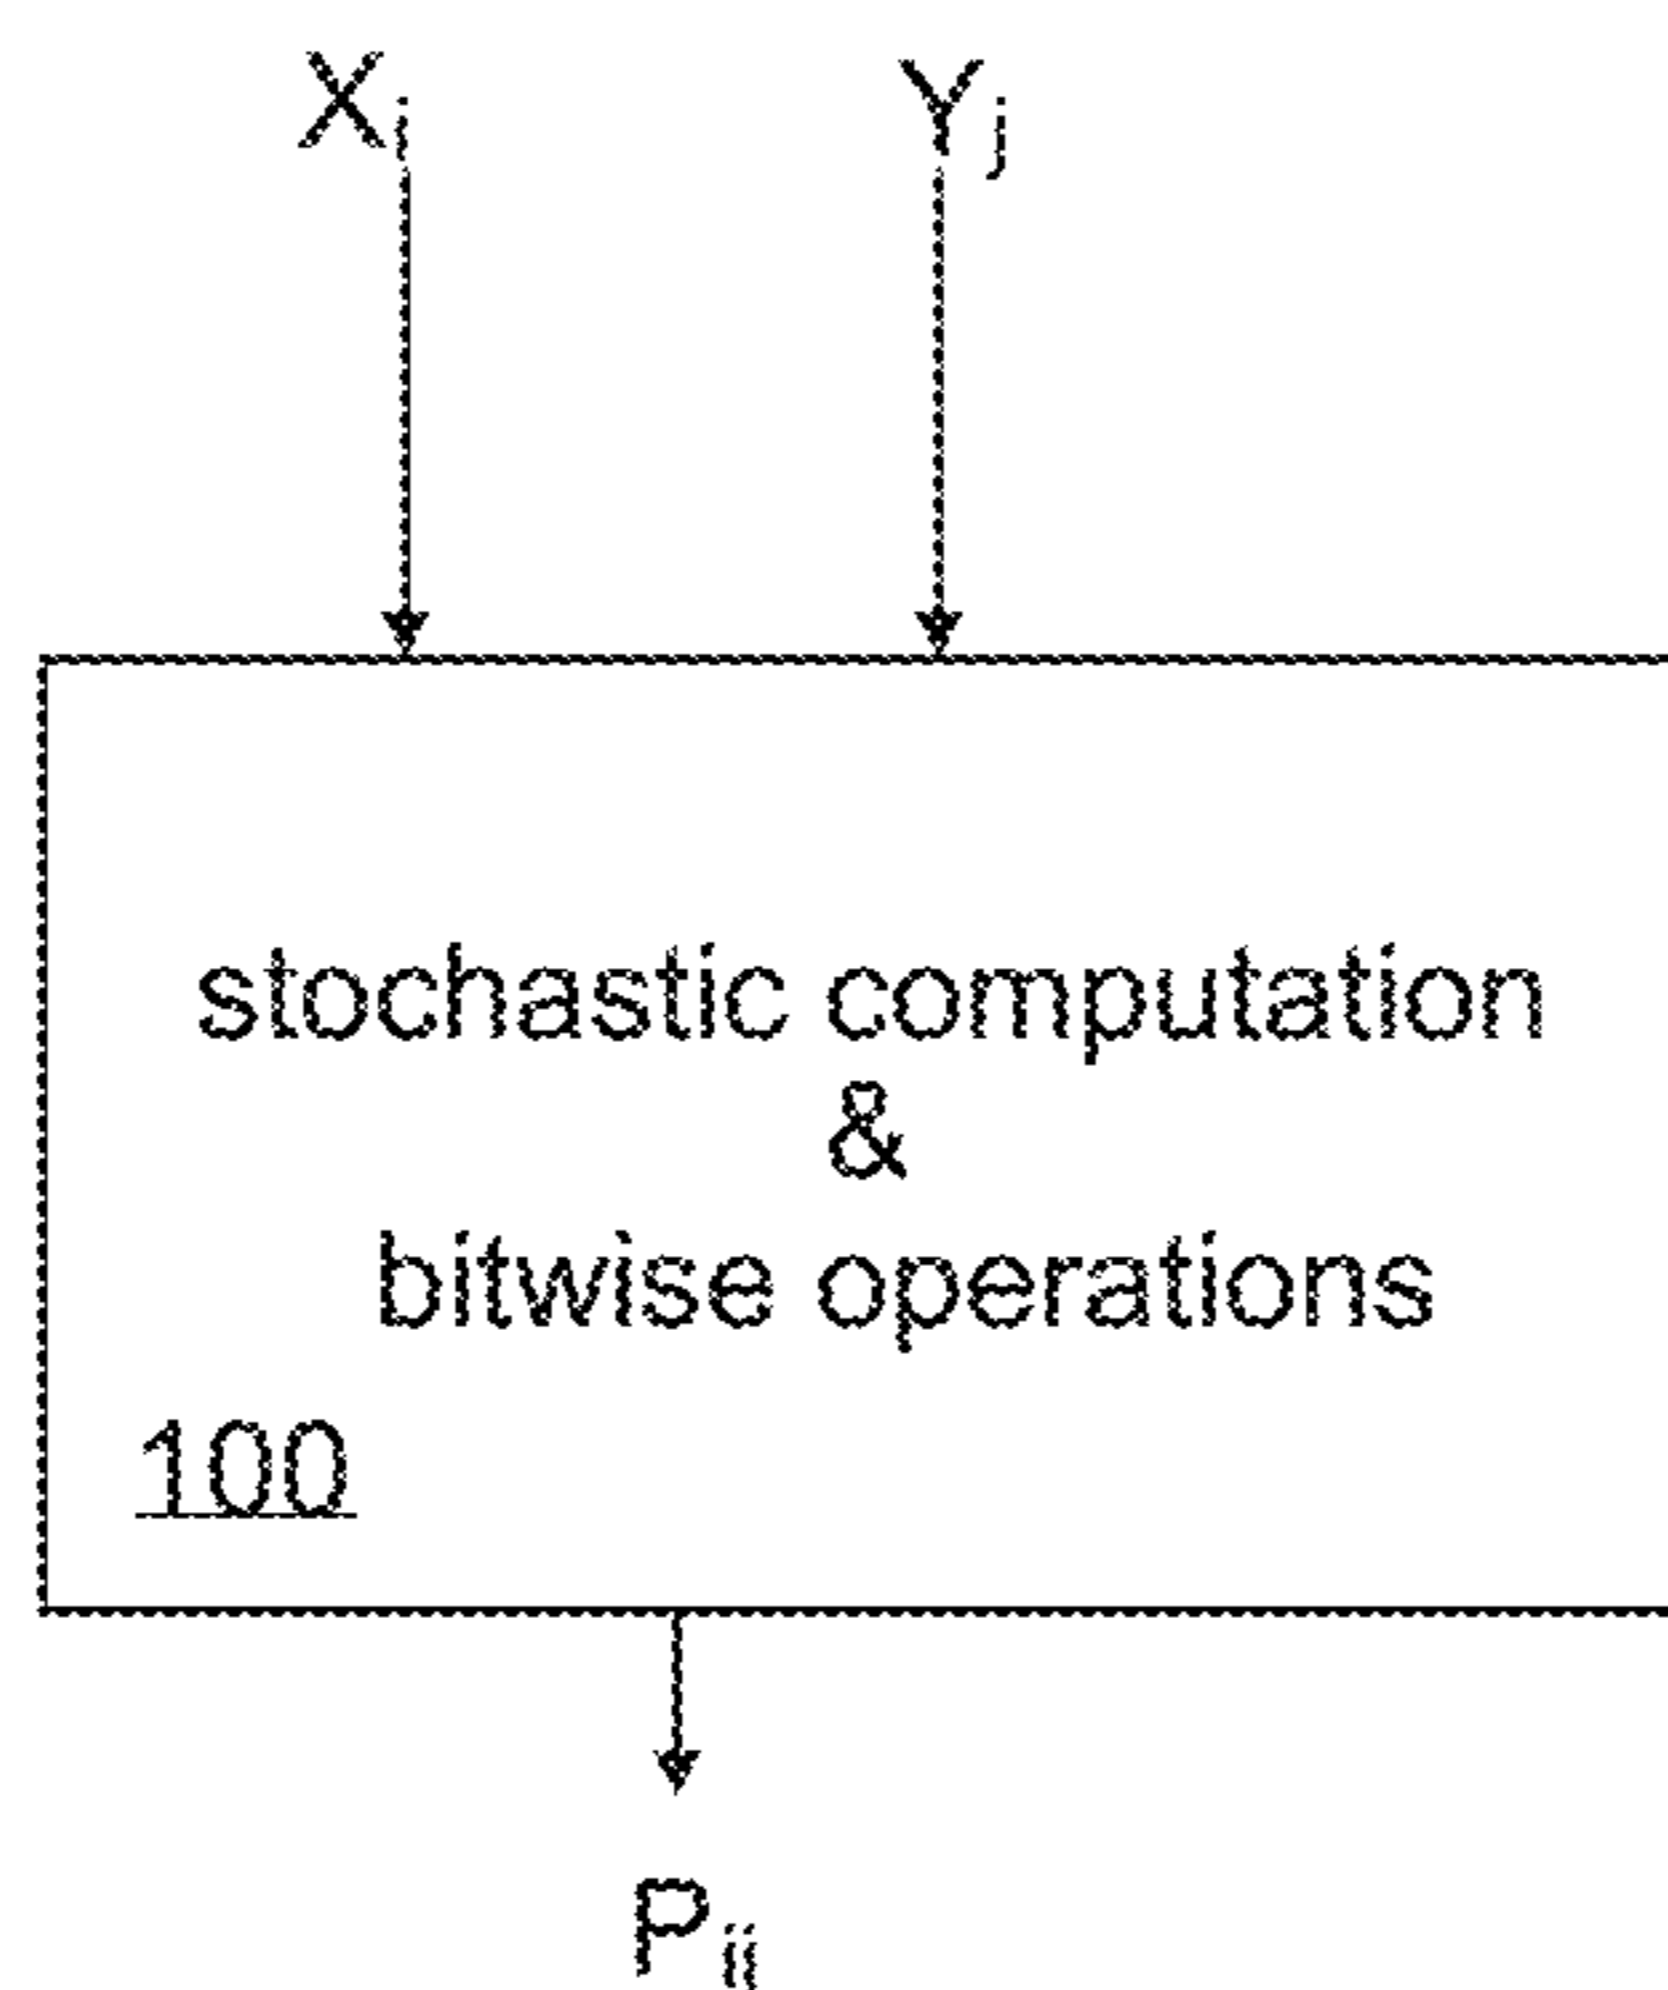 Xi Yj
stochastic computation
&
bitwise operations
100
Pij